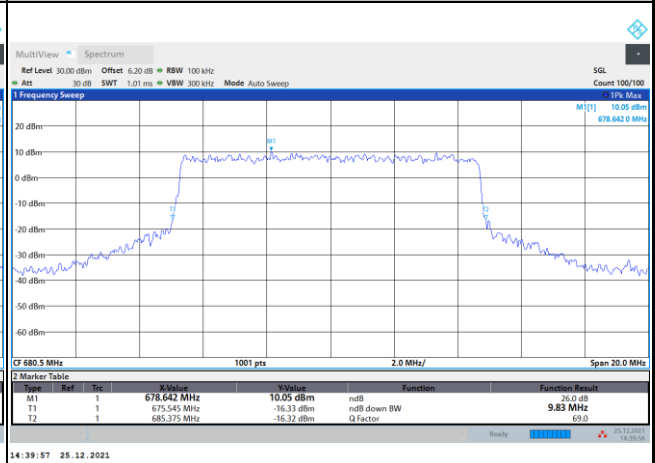 MultiView Spectrum
Ref Level 30.00 dBm Offset 6.20 dB RBW 100 kHz SGL
Att 30 dB SWT 1.01 ms VBW 300 kHz Mode Auto Sweep Count 100/100
1 Frequency Sweep 1Pk Max
M1[1] 10.05 dBm
678.642 0 MHz
20 dBm
M1
10 dBm
0 dBm
-10 dBm
T1 T2
-20 dBm
-30 dBm
-40 dBm
-50 dBm
-60 dBm
CF 680.5 MHz 1001 pts 2.0 MHz/ Span 20.0 MHz
2 Marker Table
Type Ref Trc X-Value Y-Value Function Function Result
M1 1 678.642 MHz 10.05 dBm ndB 26.0 dB
T1 1 675.545 MHz -16.33 dBm ndB down BW 9.83 MHz
T2 1 685.375 MHz -16.32 dBm Q Factor 69.0
Ready 25.12.2021
14:39:56
14:39:57 25.12.2021